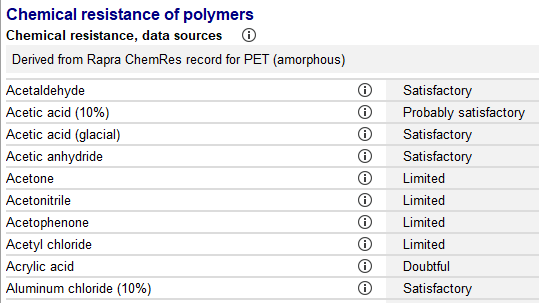 Chemical resistance of polymers
Chemical resistance, data sources
Derived from Rapra ChemRes record for PET (amorphous)
Acetaldehyde Satisfactory
Acetic acid (10%) Probably satisfactory
Acetic acid (glacial) Satisfactory
Acetic anhydride Satisfactory
Acetone Limited
Acetonitrile Limited
Acetophenone Limited
Acetyl chloride Limited
Acrylic acid Doubtful
Aluminum chloride (10%) Satisfactory